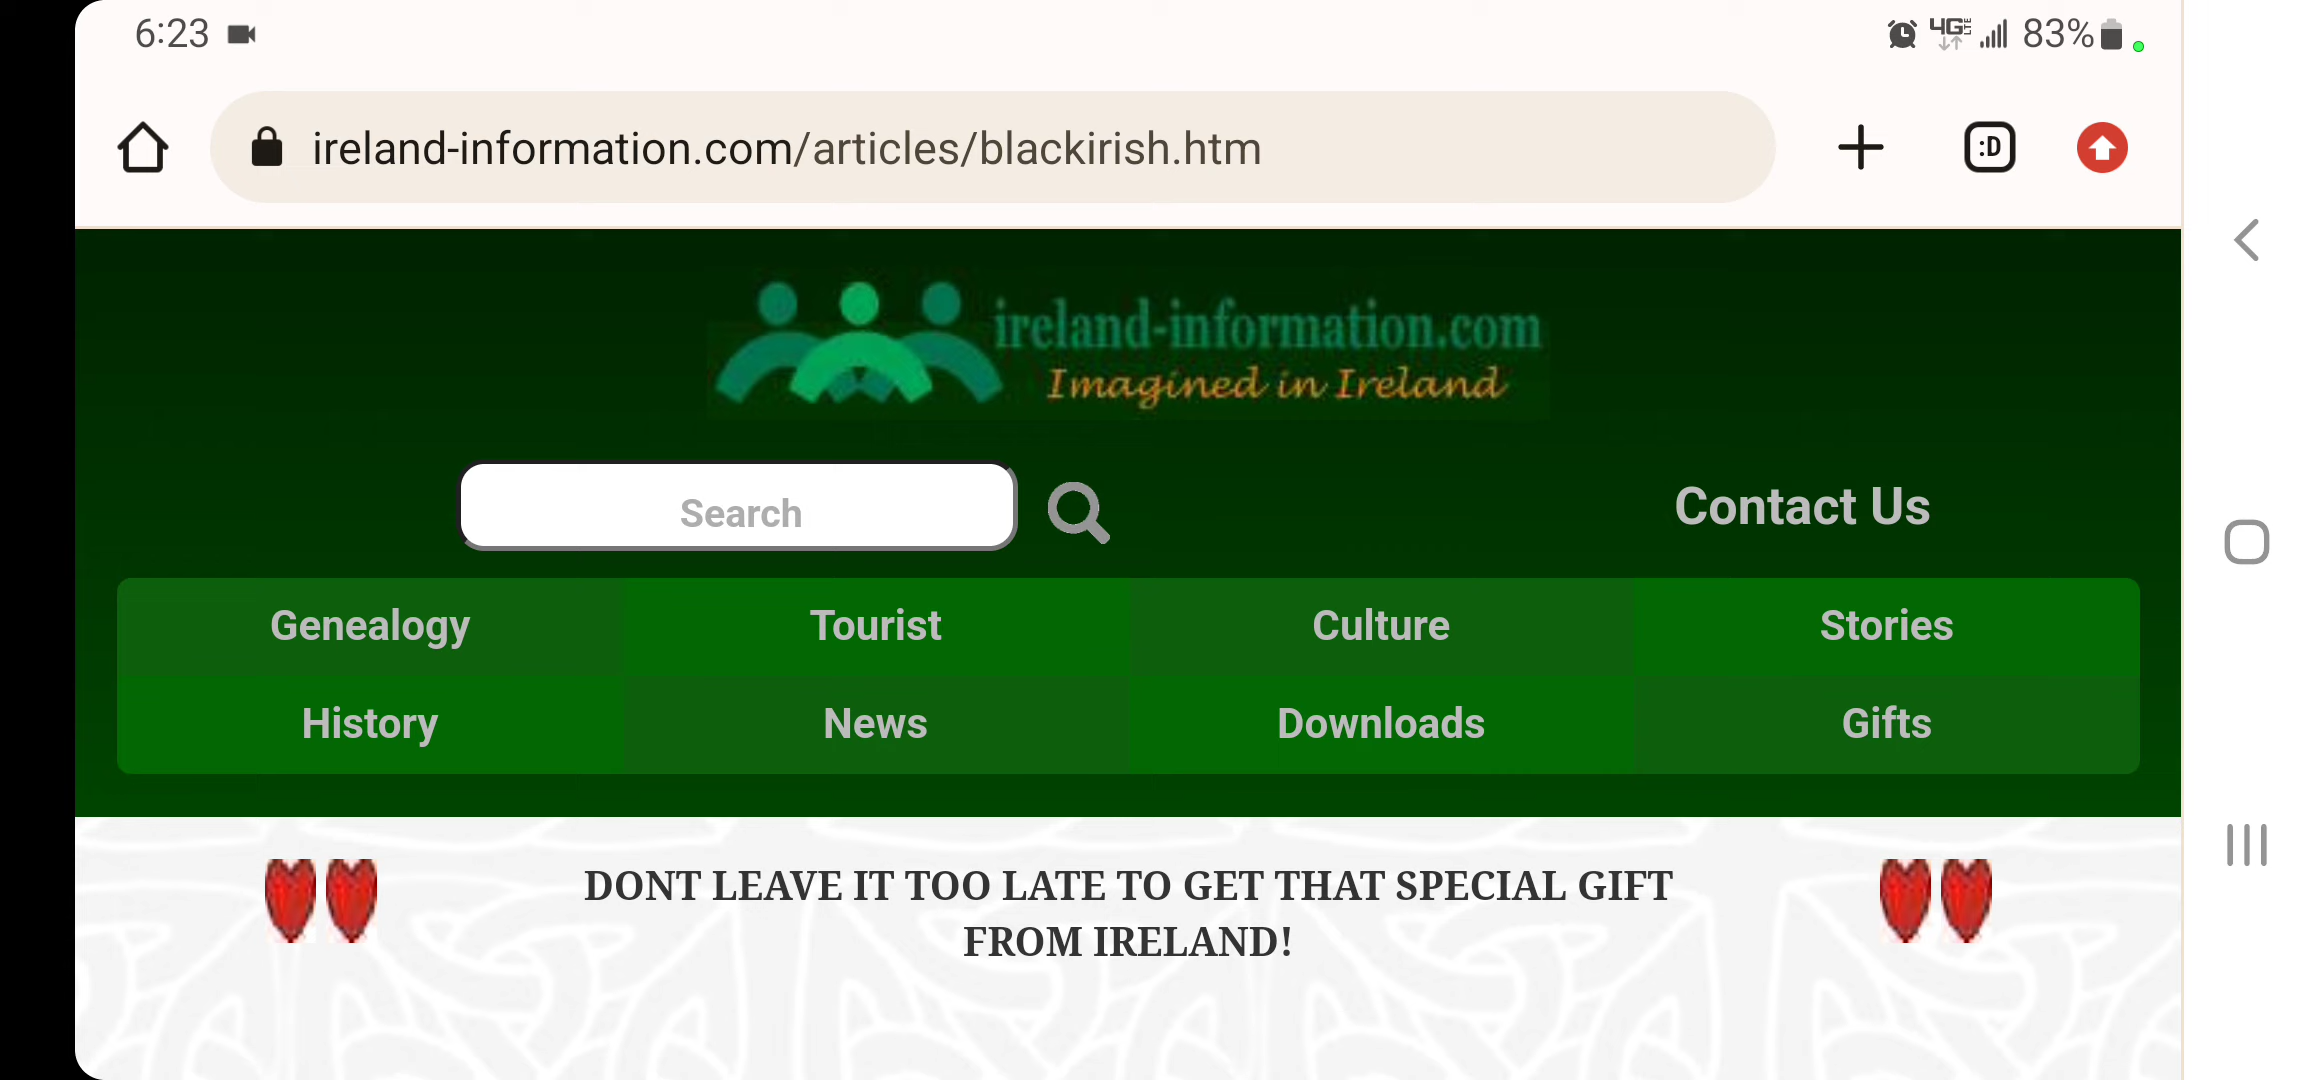 6:23
4G LTE 83%
ireland-information.com/articles/blackirish.htm
:D
ireland-information.com
Imagined in Ireland
Search
Contact Us
Genealogy Tourist Culture Stories
History News Downloads Gifts
DONT LEAVE IT TOO LATE TO GET THAT SPECIAL GIFT
FROM IRELAND!